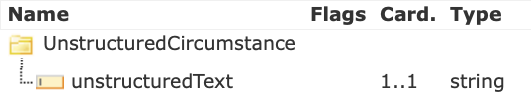 Name Flags Card. Type
UnstructuredCircumstance
unstructuredText 1..1 string